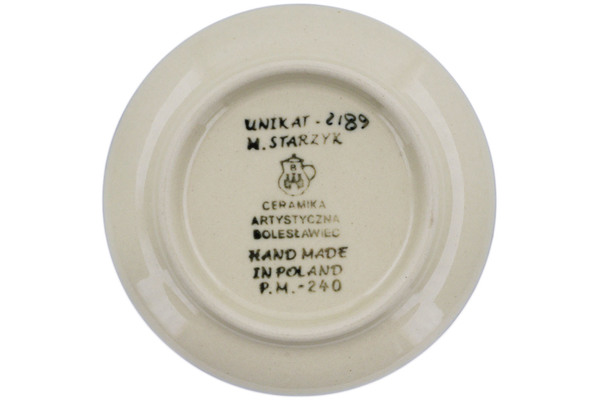 UNIKAT - 2189
M. STARZYK
CERAMIKA
ARTYSTYCZNA
BOLESŁAWIEC
HAND MADE
IN POLAND
P.M.-240